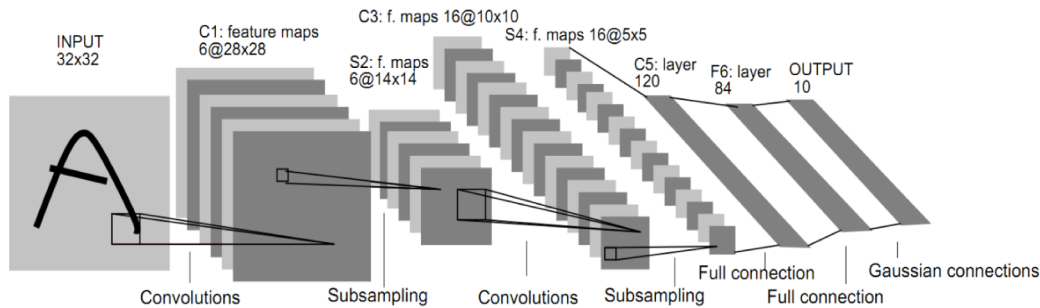 INPUT
32x32
C1: feature maps
6@28x28
S2: f. maps
6@14x14
C3: f. maps 16@10x10
S4: f. maps 16@5x5
C5: layer
120
F6: layer
84
OUTPUT
10
Convolutions
Subsampling
Convolutions
Subsampling
Full connection
Full connection
Gaussian connections